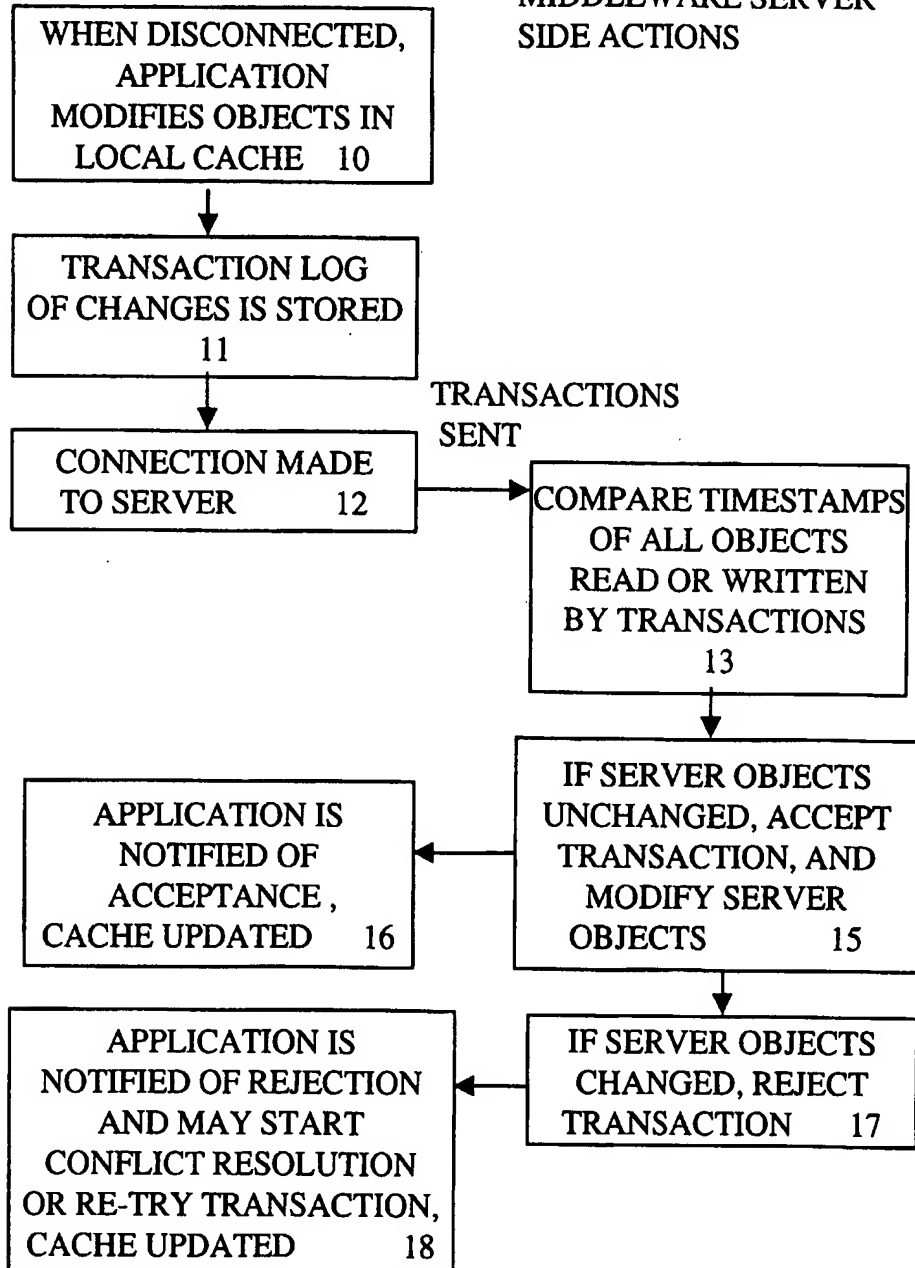 MIDDLEWARE SERVER
SIDE ACTIONS
WHEN DISCONNECTED,
APPLICATION
MODIFIES OBJECTS IN
LOCAL CACHE 10
TRANSACTION LOG
OF CHANGES IS STORED
11
CONNECTION MADE
TO SERVER 12
TRANSACTIONS
SENT
COMPARE TIMESTAMPS
OF ALL OBJECTS
READ OR WRITTEN
BY TRANSACTIONS
13
IF SERVER OBJECTS
UNCHANGED, ACCEPT
TRANSACTION, AND
MODIFY SERVER
OBJECTS 15
APPLICATION IS
NOTIFIED OF
ACCEPTANCE ,
CACHE UPDATED 16
IF SERVER OBJECTS
CHANGED, REJECT
TRANSACTION 17
APPLICATION IS
NOTIFIED OF REJECTION
AND MAY START
CONFLICT RESOLUTION
OR RE-TRY TRANSACTION,
CACHE UPDATED 18